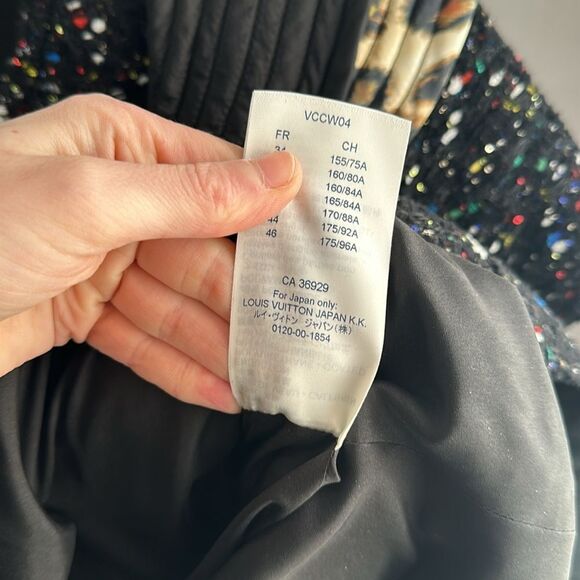 VCCW04
FR CH
34 155/75A
160/80A
160/84A
165/84A
170/88A
44 175/92A
46 175/96A
CA 36929
For Japan only:
LOUIS VUITTON JAPAN K.K.
ルイ・ヴィトン ジャパン(株)
0120-00-1854